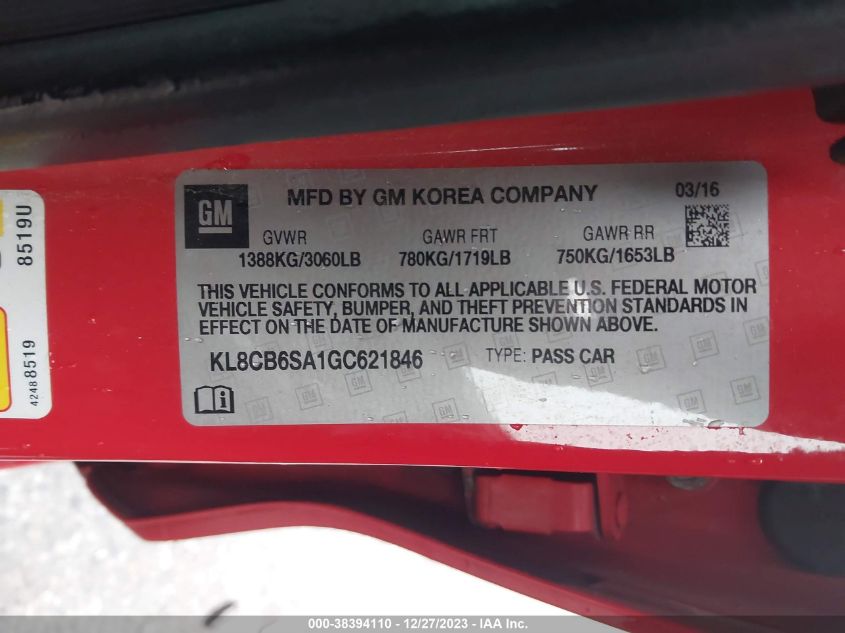 GM
MFD BY GM KOREA COMPANY
03/16
GVWR GAWR FRT GAWR RR
1388KG/3060LB 780KG/1719LB 750KG/1653LB
THIS VEHICLE CONFORMS TO ALL APPLICABLE U.S. FEDERAL MOTOR
VEHICLE SAFETY, BUMPER, AND THEFT PREVENTION STANDARDS IN
EFFECT ON THE DATE OF MANUFACTURE SHOWN ABOVE.
KL8CB6SA1GC621846 TYPE: PASS CAR
8519U
42488519
000-38394110 - 12/27/2023 - IAA Inc.